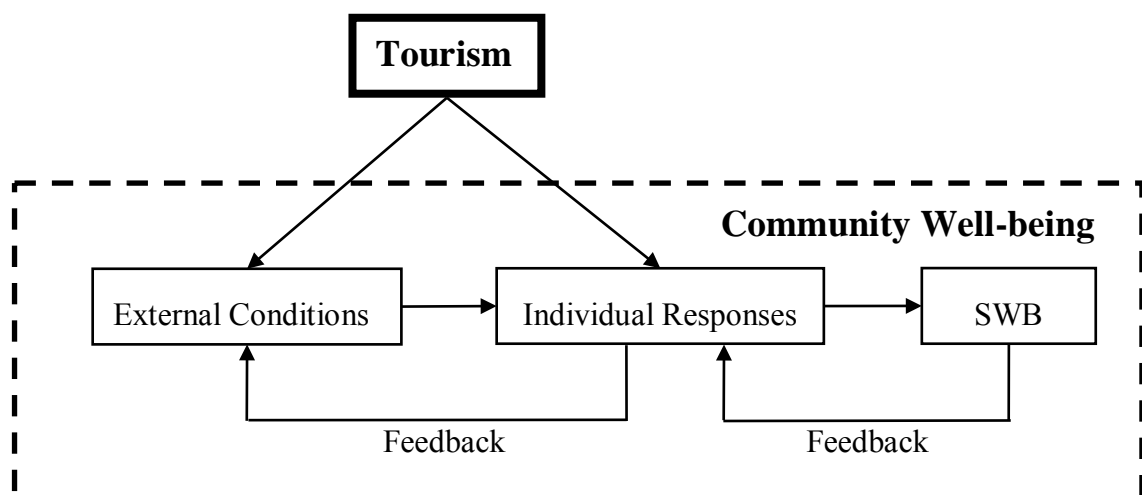 Tourism
Community Well-being
External Conditions
Individual Responses
SWB
Feedback
Feedback